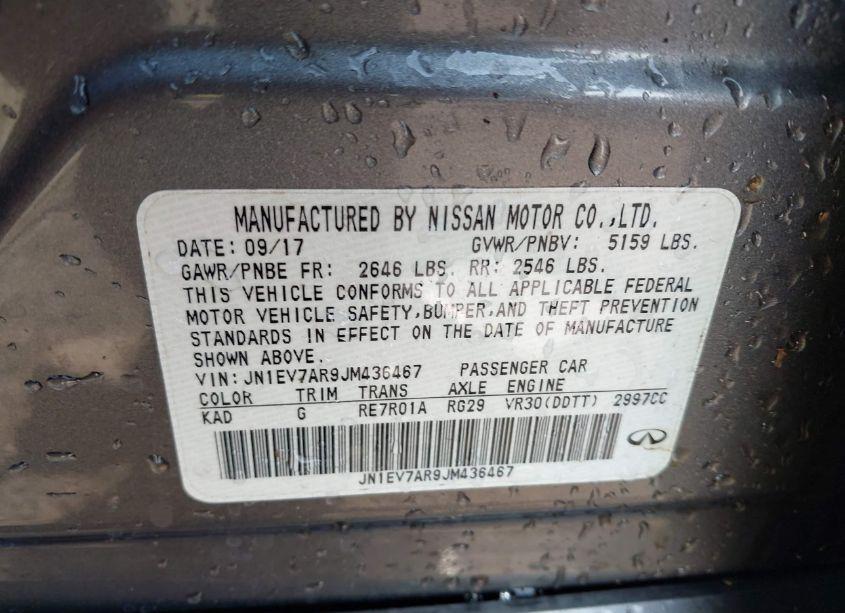 MANUFACTURED BY NISSAN MOTOR CO.,LTD.
DATE: 09/17 GVWR/PNBV: 5159 LBS.
GAWR/PNBE FR: 2646 LBS. RR: 2546 LBS.
THIS VEHICLE CONFORMS TO ALL APPLICABLE FEDERAL
MOTOR VEHICLE SAFETY,BUMPER,AND THEFT PREVENTION
STANDARDS IN EFFECT ON THE DATE OF MANUFACTURE
SHOWN ABOVE.
VIN:JN1EV7AR9JM436467 PASSENGER CAR
COLOR TRIM TRANS AXLE ENGINE
KAD G RE7R01A RG29 VR30(DDTT) 2997CC
JN1EV7AR9JM436467